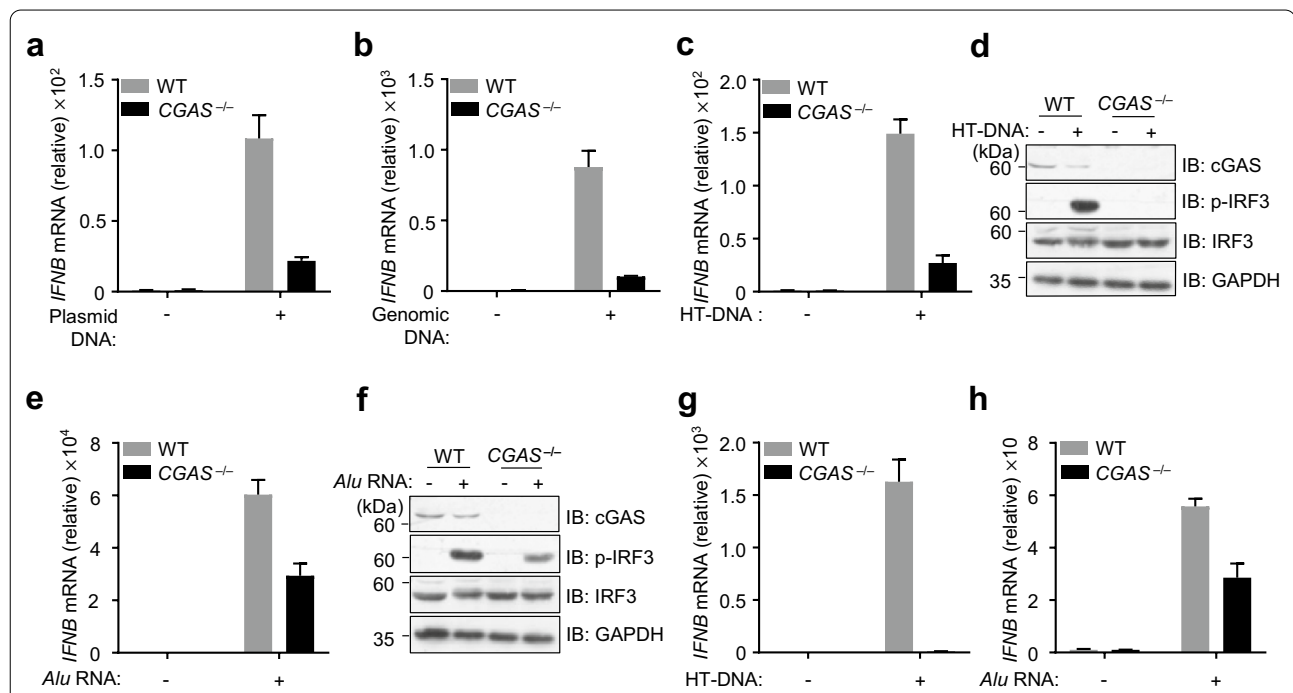 a
IFNB mRNA (relative) ×10²
1.5
1.0
0.5
0
WT
CGAS –/–
Plasmid DNA:
-
+
b
IFNB mRNA (relative) ×10³
1.5
1.0
0.5
0
WT
CGAS –/–
Genomic DNA:
-
+
c
IFNB mRNA (relative) ×10²
2.0
1.5
1.0
0.5
0
WT
CGAS –/–
HT-DNA :
-
+
d
WT CGAS –/–
HT-DNA: - + - +
(kDa)
60
IB: cGAS
60
IB: p-IRF3
60
IB: IRF3
35
IB: GAPDH
e
IFNB mRNA (relative) ×10⁴
8
6
4
2
0
WT
CGAS –/–
Alu RNA:
-
+
f
WT CGAS –/–
Alu RNA: - + - +
(kDa)
60
IB: cGAS
60
IB: p-IRF3
60
IB: IRF3
35
IB: GAPDH
g
IFNB mRNA (relative) ×10³
2.0
1.5
1.0
0.5
0
WT
CGAS –/–
HT-DNA:
-
+
h
IFNB mRNA (relative) ×10
8
6
4
2
0
WT
CGAS –/–
Alu RNA:
-
+